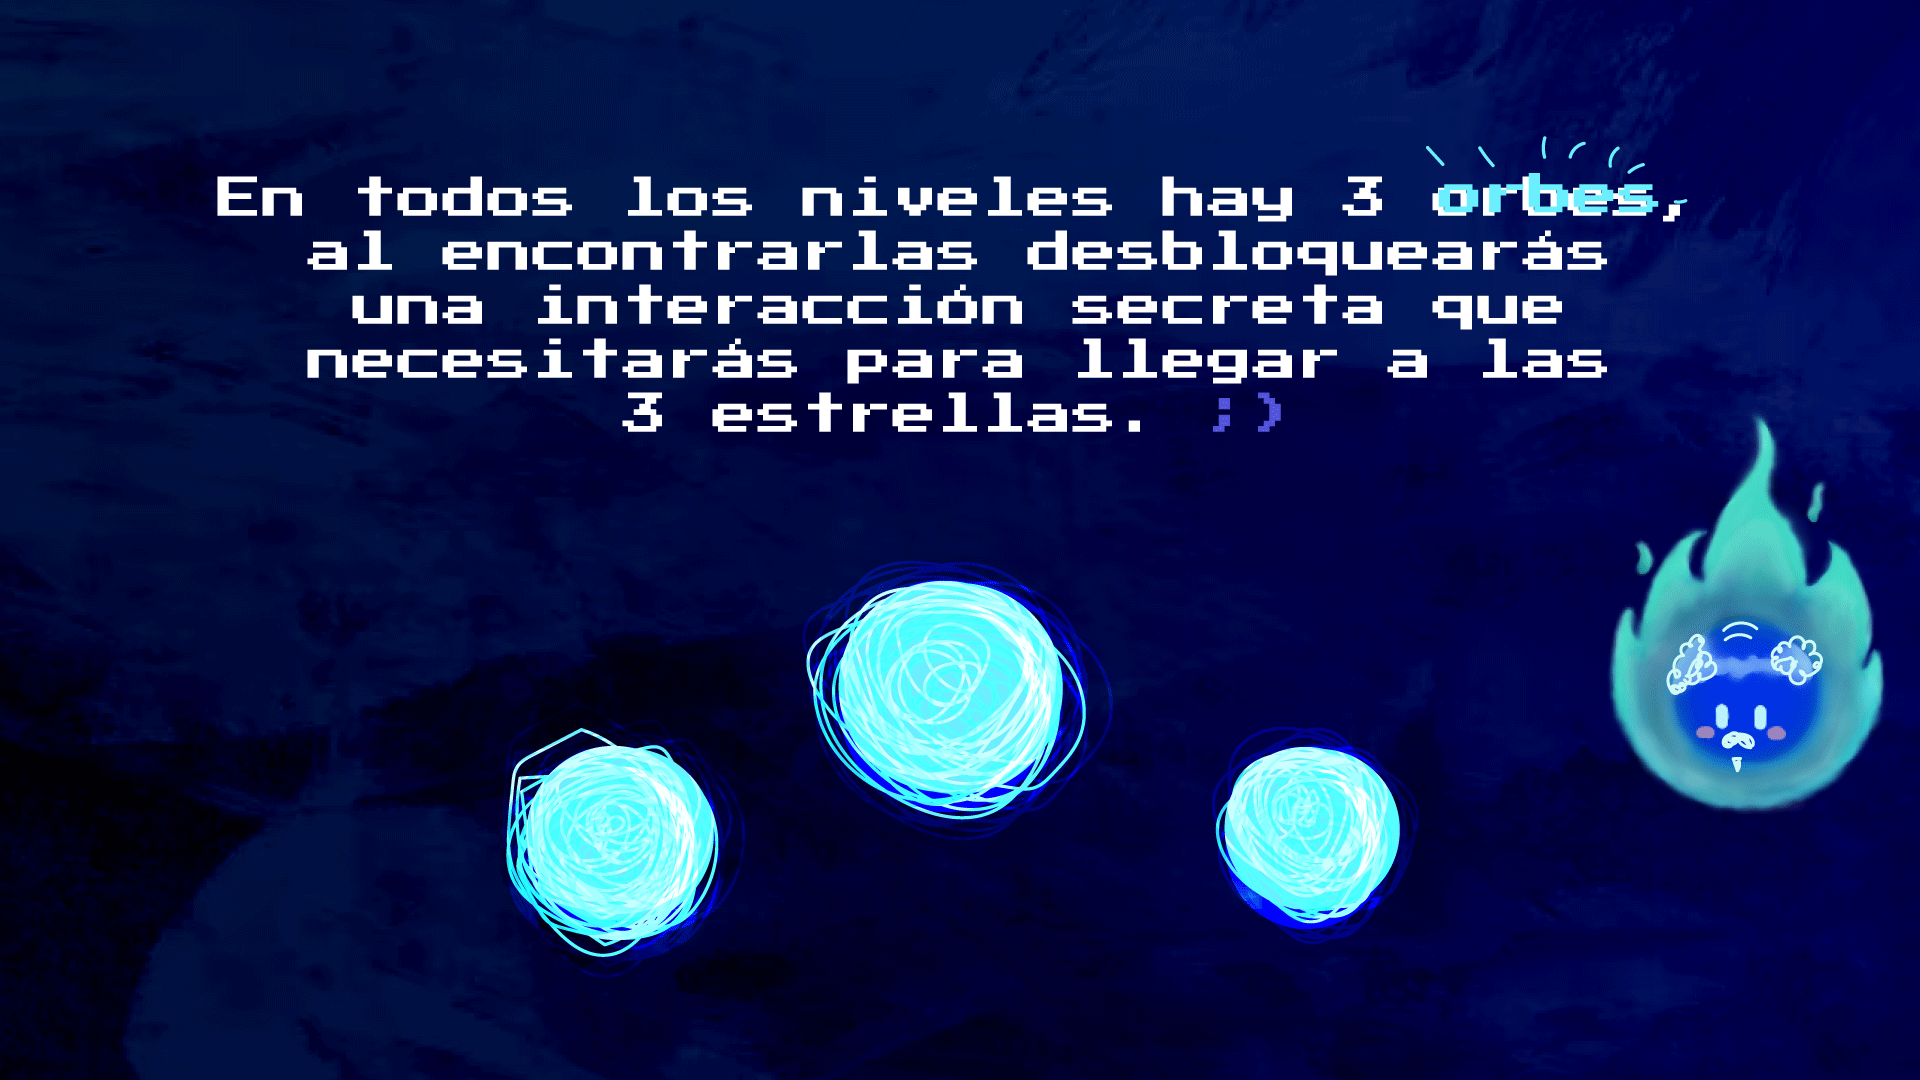 En todos los niveles hay 3 orbes,
al encontrarlas desbloquearás
una interacción secreta que
necesitarás para llegar a las
3 estrellas. ;)